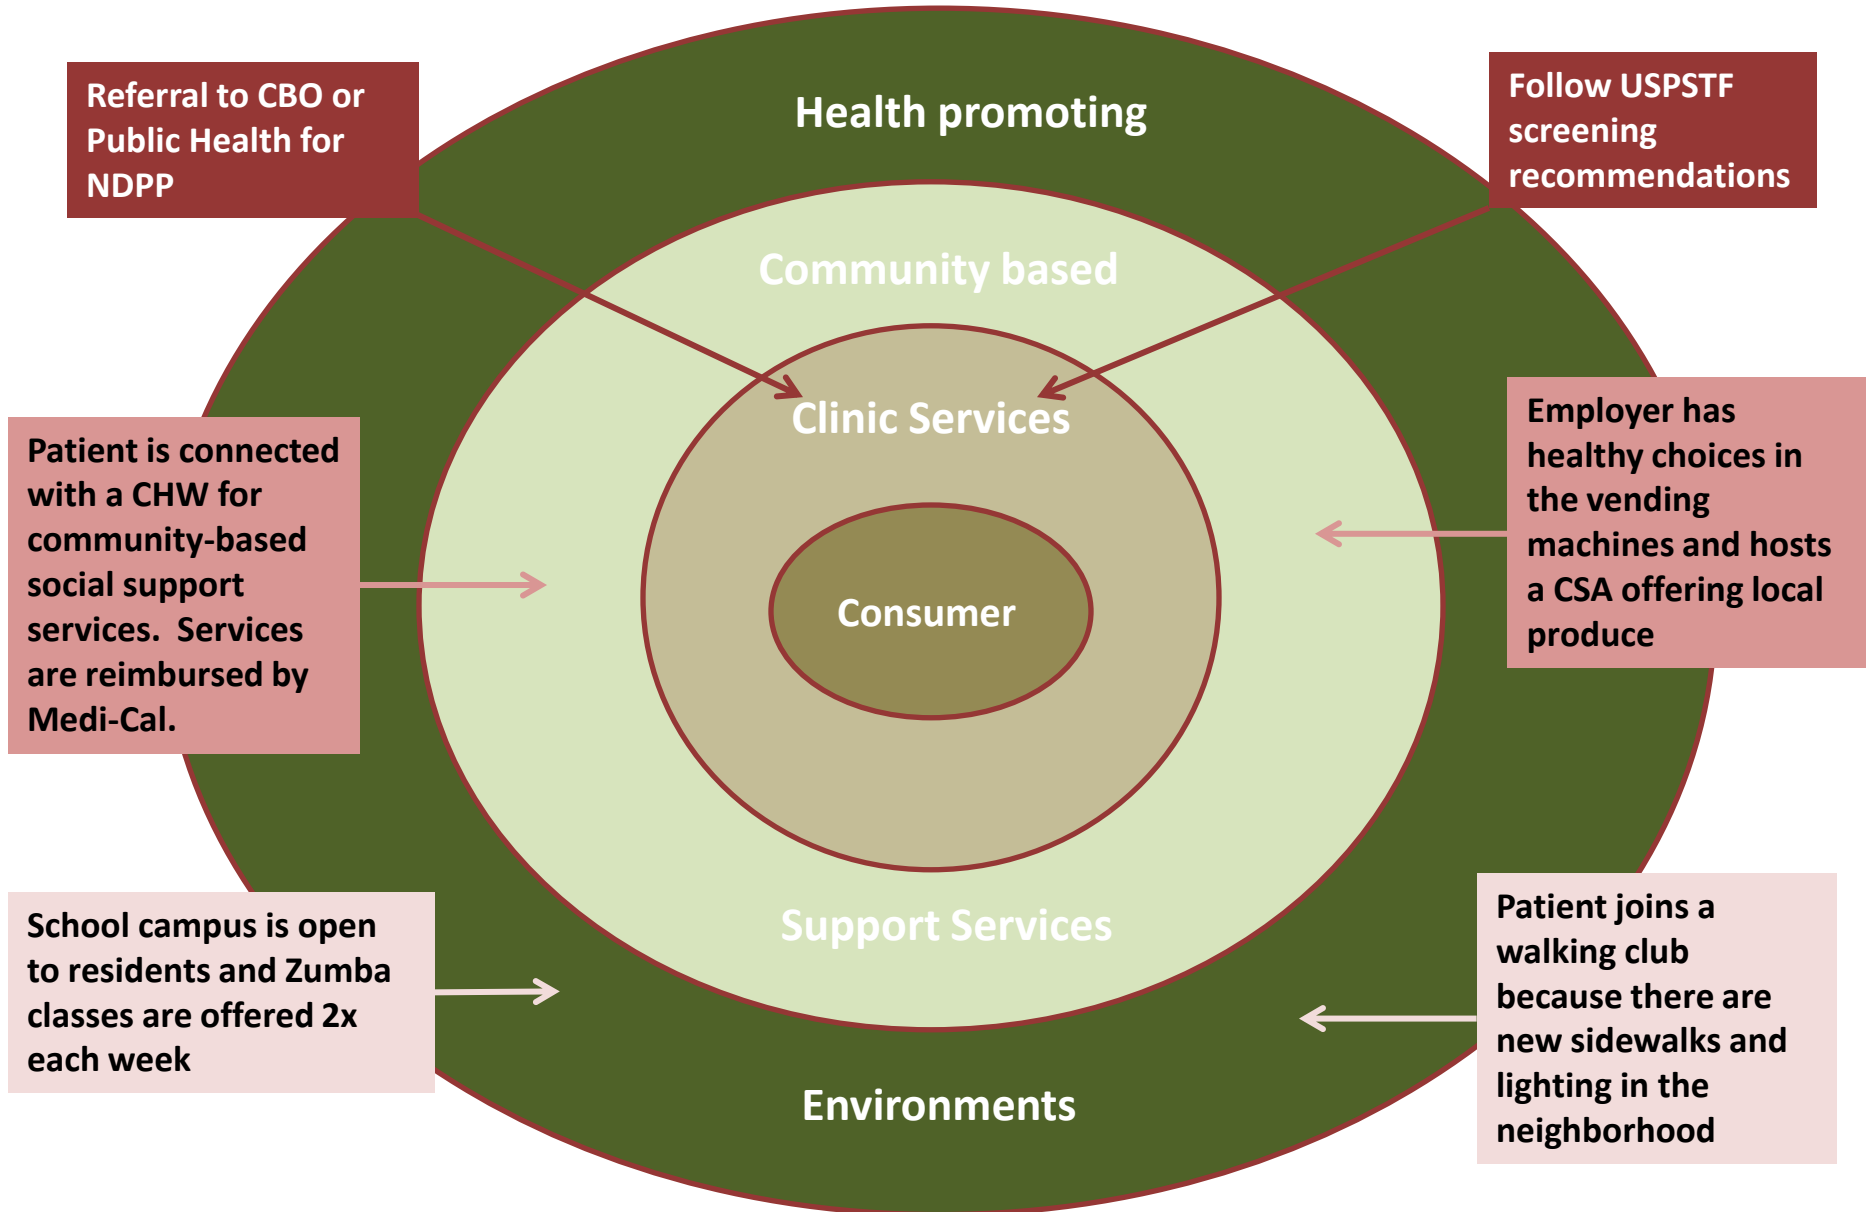 Referral to CBO or
Public Health for
NDPP
Health promoting
Follow USPSTF
screening
recommendations
Community based
Clinic Services
Patient is connected
with a CHW for
community-based
social support
services.  Services
are reimbursed by
Medi-Cal.
Employer has
healthy choices in
the vending
machines and hosts
a CSA offering local
produce
Consumer
Support Services
School campus is open
to residents and Zumba
classes are offered 2x
each week
Patient joins a
walking club
because there are
new sidewalks and
lighting in the
neighborhood
Environments